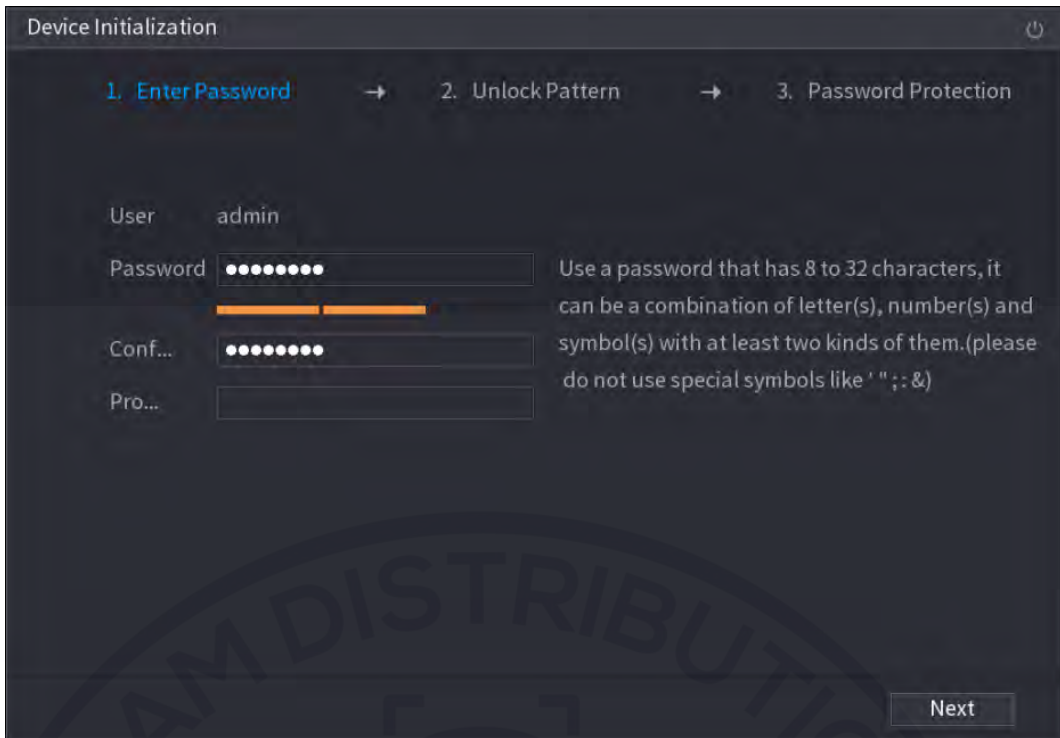 Device Initialization
1. Enter Password → 2. Unlock Pattern → 3. Password Protection
User admin
Password ●●●●●●●● Use a password that has 8 to 32 characters, it
can be a combination of letter(s), number(s) and
Conf... ●●●●●●●● symbol(s) with at least two kinds of them.(please
do not use special symbols like ' " ; : &)
Pro...
AM DISTRIBUTIO
Next